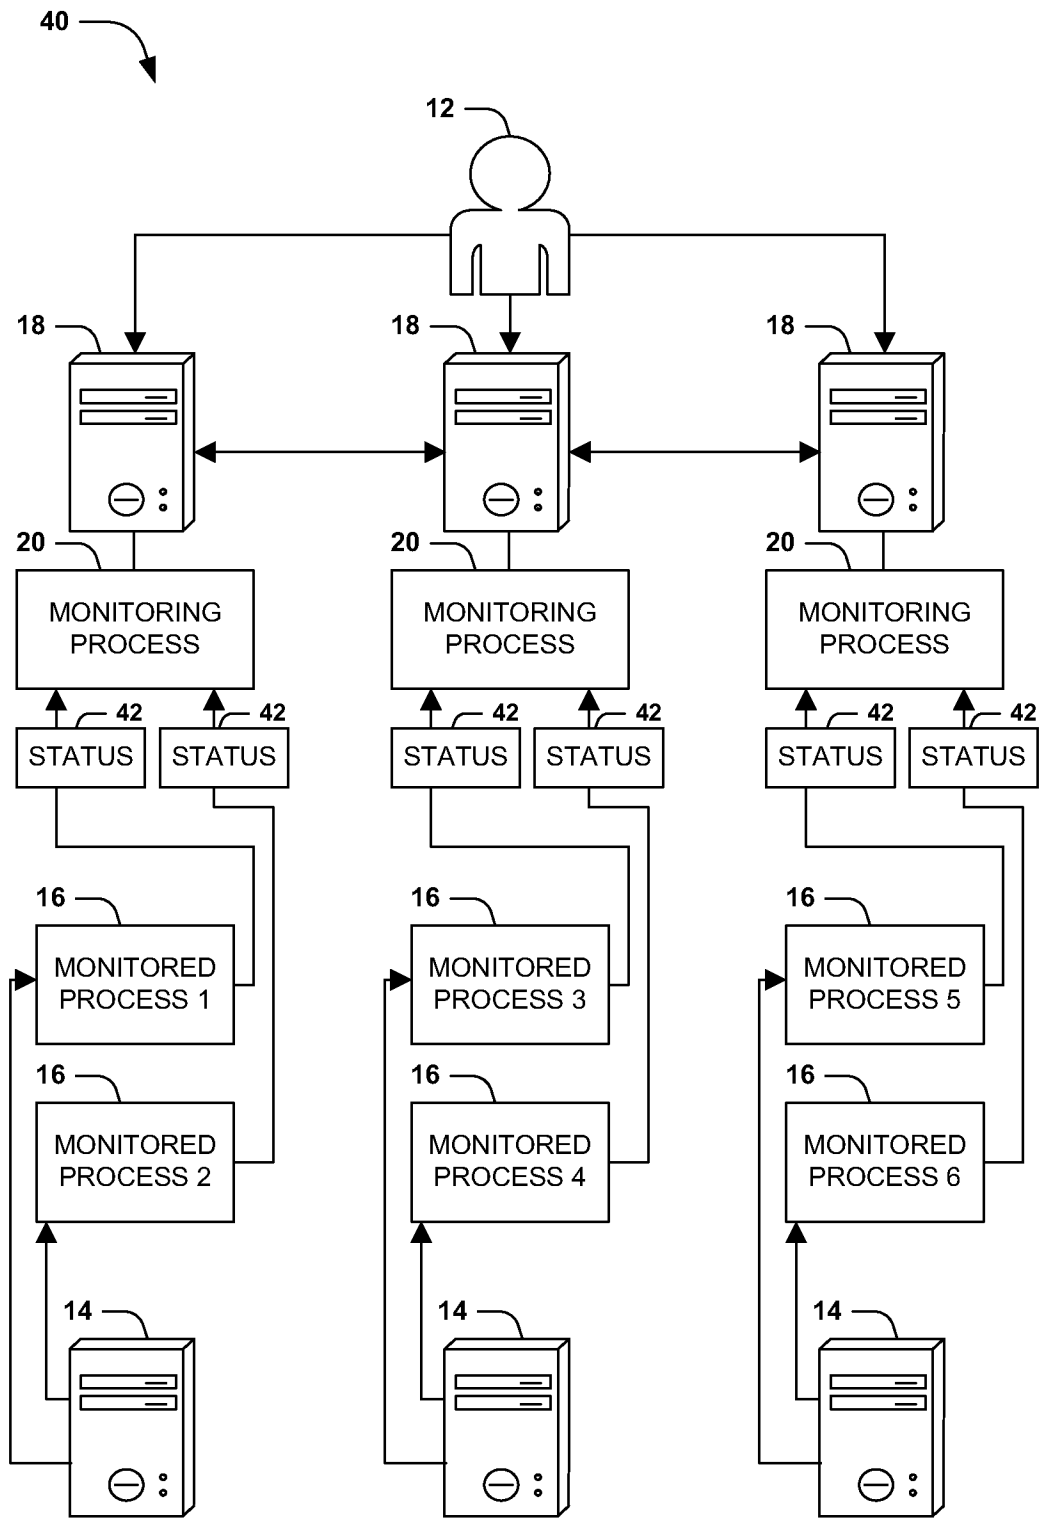 40
12
18
18
18
20
20
20
MONITORING
PROCESS
MONITORING
PROCESS
MONITORING
PROCESS
42
42
42
42
42
42
STATUS
STATUS
STATUS
STATUS
STATUS
STATUS
16
16
16
MONITORED
PROCESS 1
MONITORED
PROCESS 3
MONITORED
PROCESS 5
16
16
16
MONITORED
PROCESS 2
MONITORED
PROCESS 4
MONITORED
PROCESS 6
14
14
14